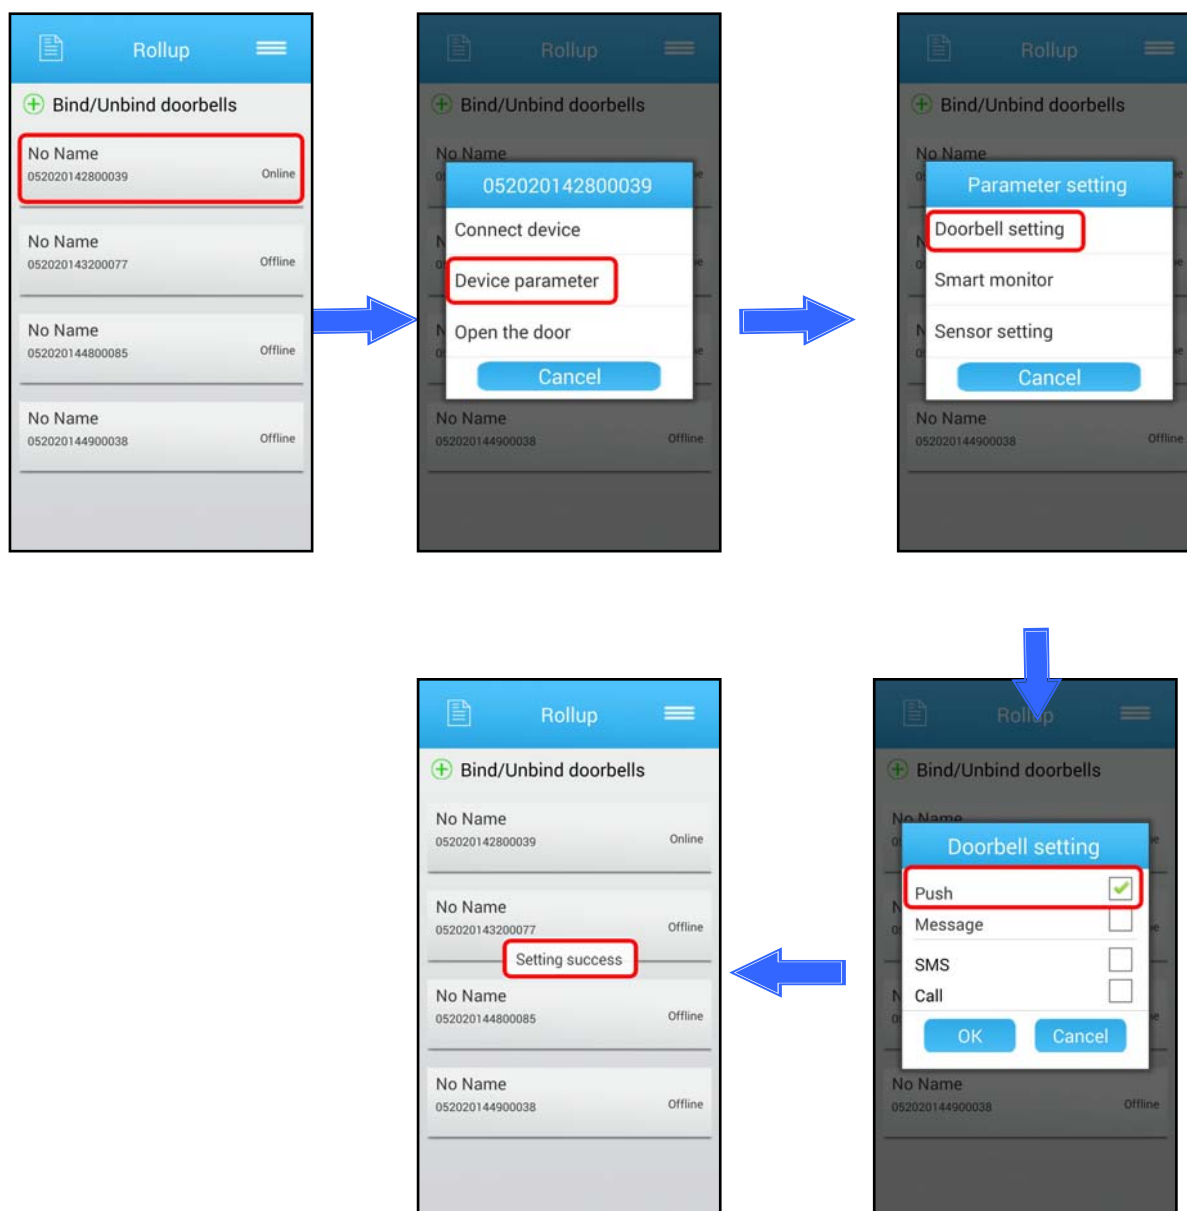 Rollup
Bind/Unbind doorbells
No Name
052020142800039
Online
No Name
052020143200077
Offline
No Name
052020144800085
Offline
No Name
052020144900038
Offline
Rollup
Bind/Unbind doorbells
No Name
052020142800039
Connect device
Device parameter
Open the door
Cancel
No Name
052020144900038
Offline
Rollup
Bind/Unbind doorbells
No Name
Parameter setting
Doorbell setting
Smart monitor
Sensor setting
Cancel
No Name
052020144900038
Offline
Rollup
Bind/Unbind doorbells
No Name
052020142800039
Online
No Name
052020143200077
Offline
Setting success
No Name
052020144800085
Offline
No Name
052020144900038
Offline
Rollup
Bind/Unbind doorbells
No Name
Doorbell setting
Push
Message
SMS
Call
OK
Cancel
No Name
052020144900038
Offline